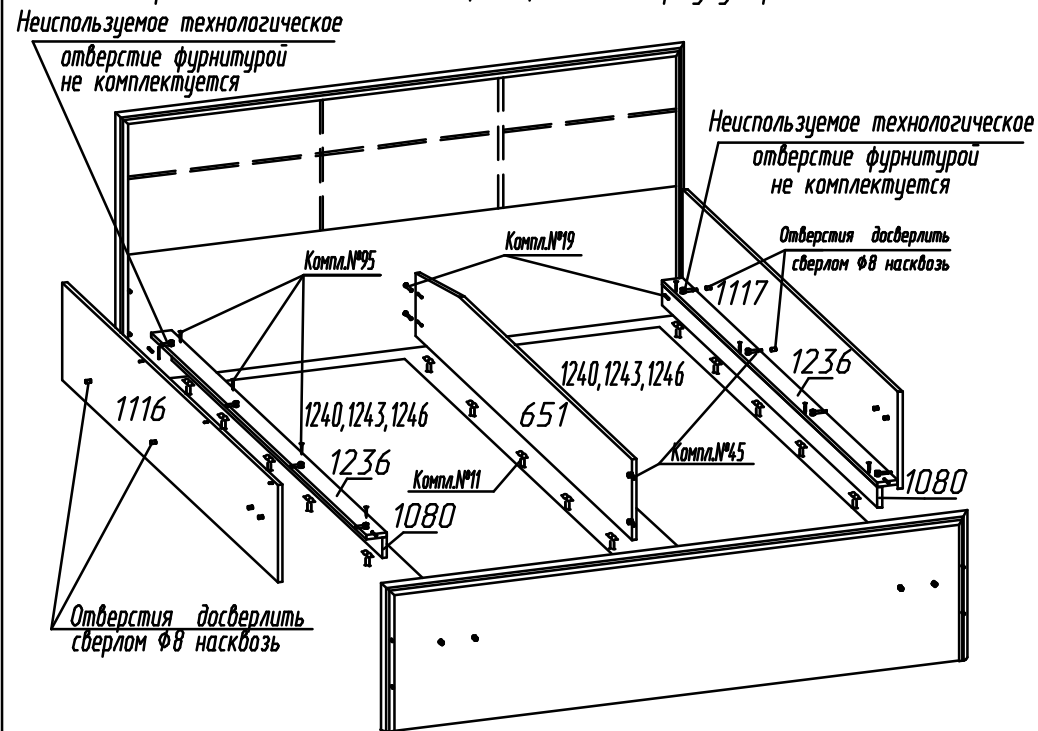 Неиспользуемое технологическое
отверстие фурнитурой
не комплектуется
Неиспользуемое технологическое
отверстие фурнитурой
не комплектуется
Компл.№95
Компл.№19
Отверстия досверлить
сверлом Ф8 насквозь
1117
1236
1240,1243,1246
1116
1240,1243,1246
651
1236
Компл.№11
Компл.№45
1080
1080
Отверстия досверлить
сверлом Ф8 насквозь